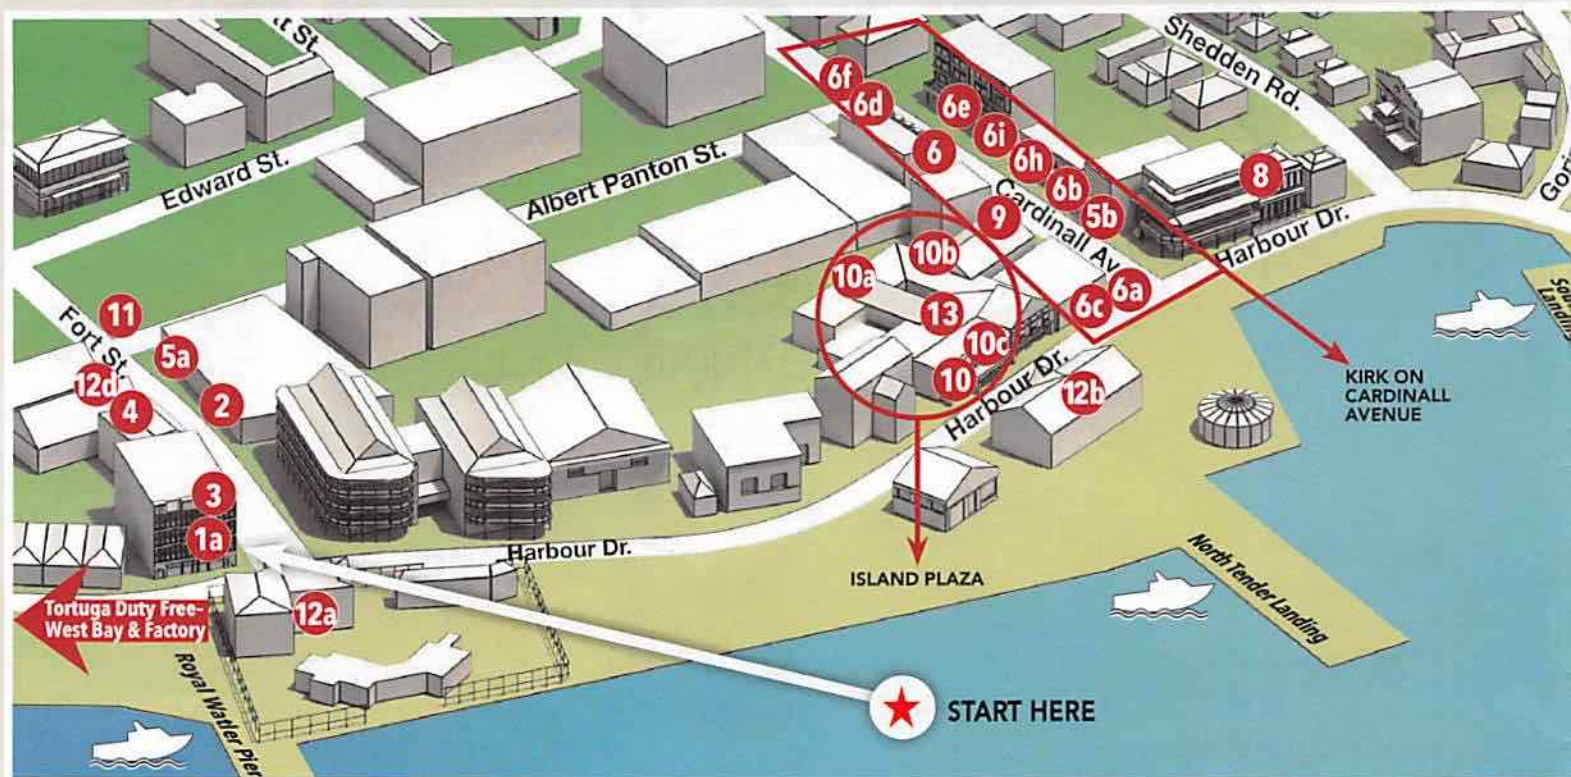 Shedden Rd.
6f
6d
6e
6i
6
6h
6b
5b
8
Edward St.
Albert Panton St.
Cardinall Av
9
Harbour Dr.
10b
10a
13
6a
6c
10c
10
11
Fort St.
5a
12d
4
2
Harbour Dr.
12b
KIRK ON
CARDINALL
AVENUE
3
1a
Harbour Dr.
ISLAND PLAZA
North Tender Landing
Tortuga Duty Free-
West Bay & Factory
12a
Royal Watler Pier
START HERE
Landing